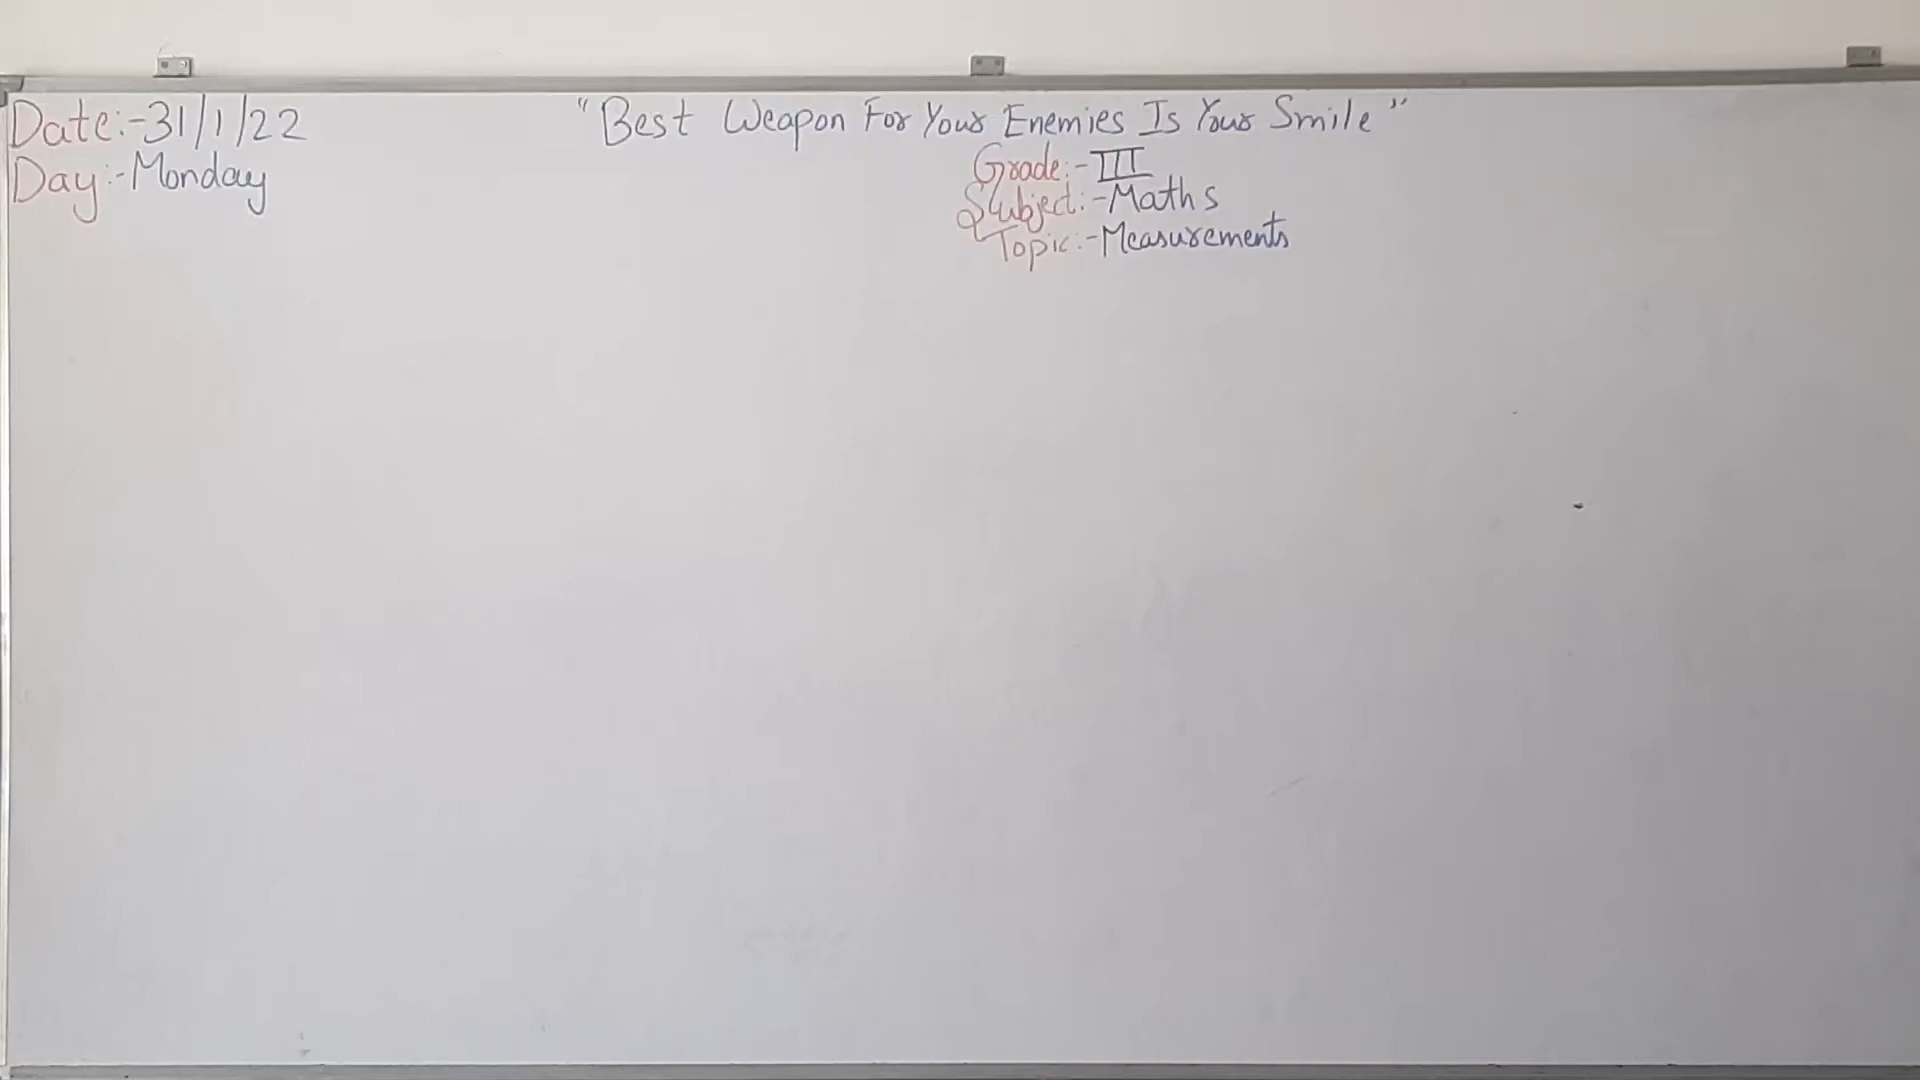 Date:-31/1/22
"Best Weapon For Your Enemies Is Your Smile"
Day:-Monday
Grade:-III
Subject:-Maths
Topic:-Measurements